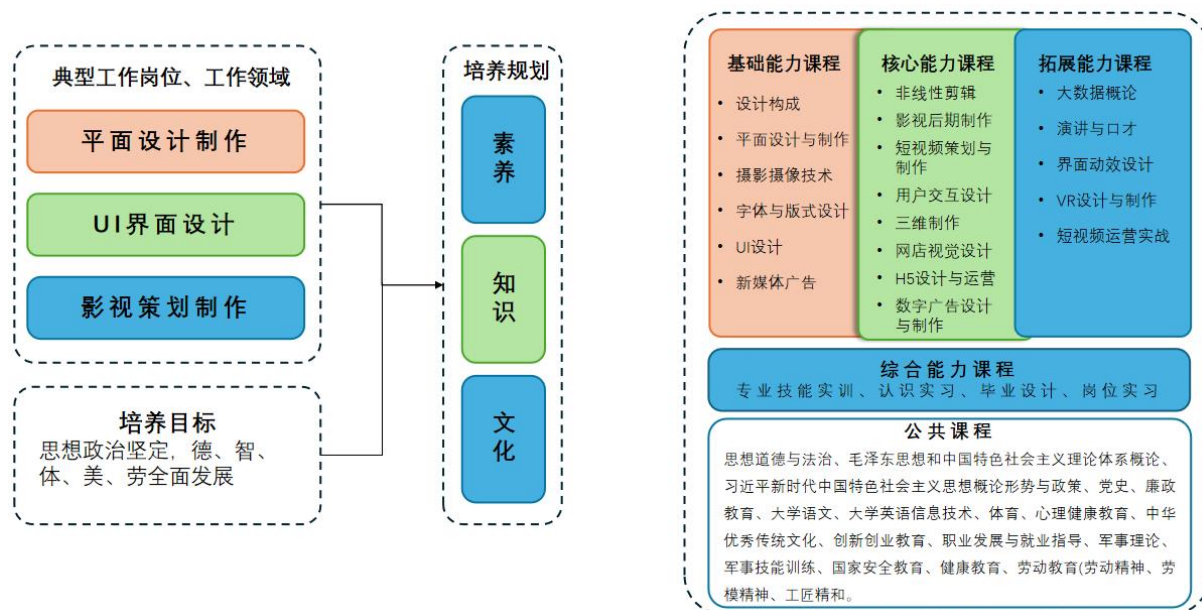 典型工作岗位、工作领域
平面设计制作
UI界面设计
影视策划制作
培养目标
思想政治坚定，德、智、
体、美、劳全面发展
培养规划
素
养
知
识
文
化
基础能力课程
• 设计构成
• 平面设计与制作
• 摄影摄像技术
• 字体与版式设计
• UI设计
• 新媒体广告
核心能力课程
• 非线性剪辑
• 影视后期制作
• 短视频策划与
制作
• 用户交互设计
• 三维制作
• 网店视觉设计
• H5设计与运营
• 数字广告设计
与制作
拓展能力课程
• 大数据概论
• 演讲与口才
• 界面动效设计
• VR设计与制作
• 短视频运营实战
综合能力课程
专业技能实训、认识实习、毕业设计、岗位实习
公共课程
思想道德与法治、毛泽东思想和中国特色社会主义理论体系概论、
习近平新时代中国特色社会主义思想概论形势与政策、党史、廉政
教育、大学语文、大学英语信息技术、体育、心理健康教育、中华
优秀传统文化、创新创业教育、职业发展与就业指导、军事理论、
军事技能训练、国家安全教育、健康教育、劳动教育(劳动精神、劳
模精神、工匠精和。